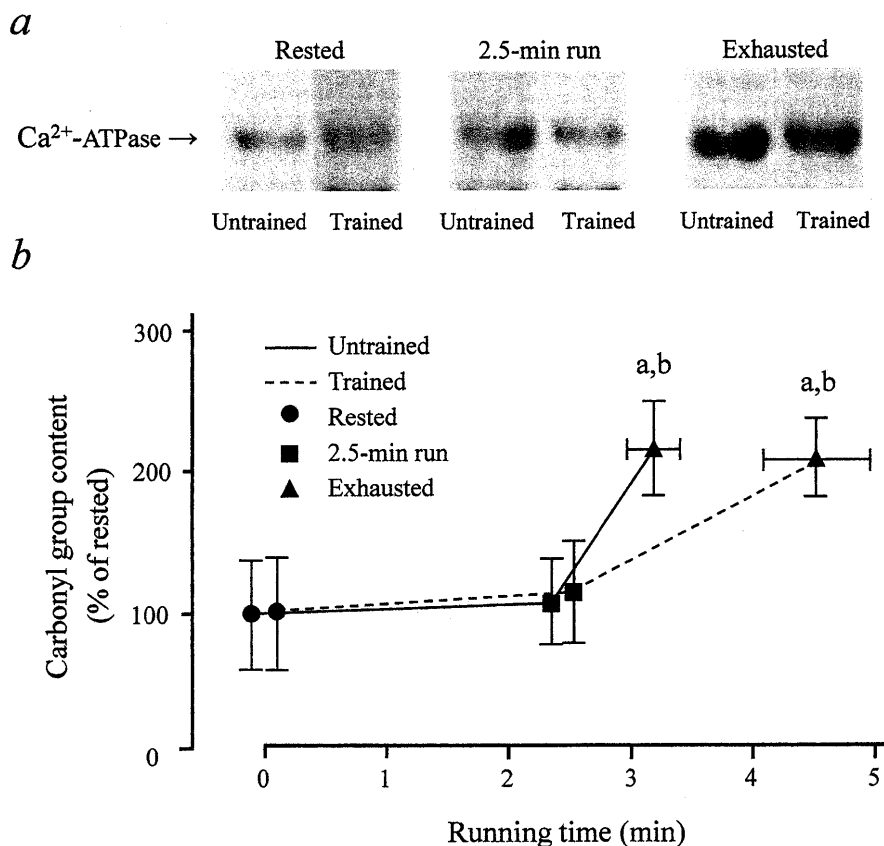 a
Rested 2.5-min run Exhausted
Ca²⁺-ATPase →
Untrained Trained Untrained Trained Untrained Trained
b
300
200
100
0
Carbonyl group content
(% of rested)
Untrained
Trained
Rested
2.5-min run
Exhausted
a,b
a,b
0 1 2 3 4 5
Running time (min)